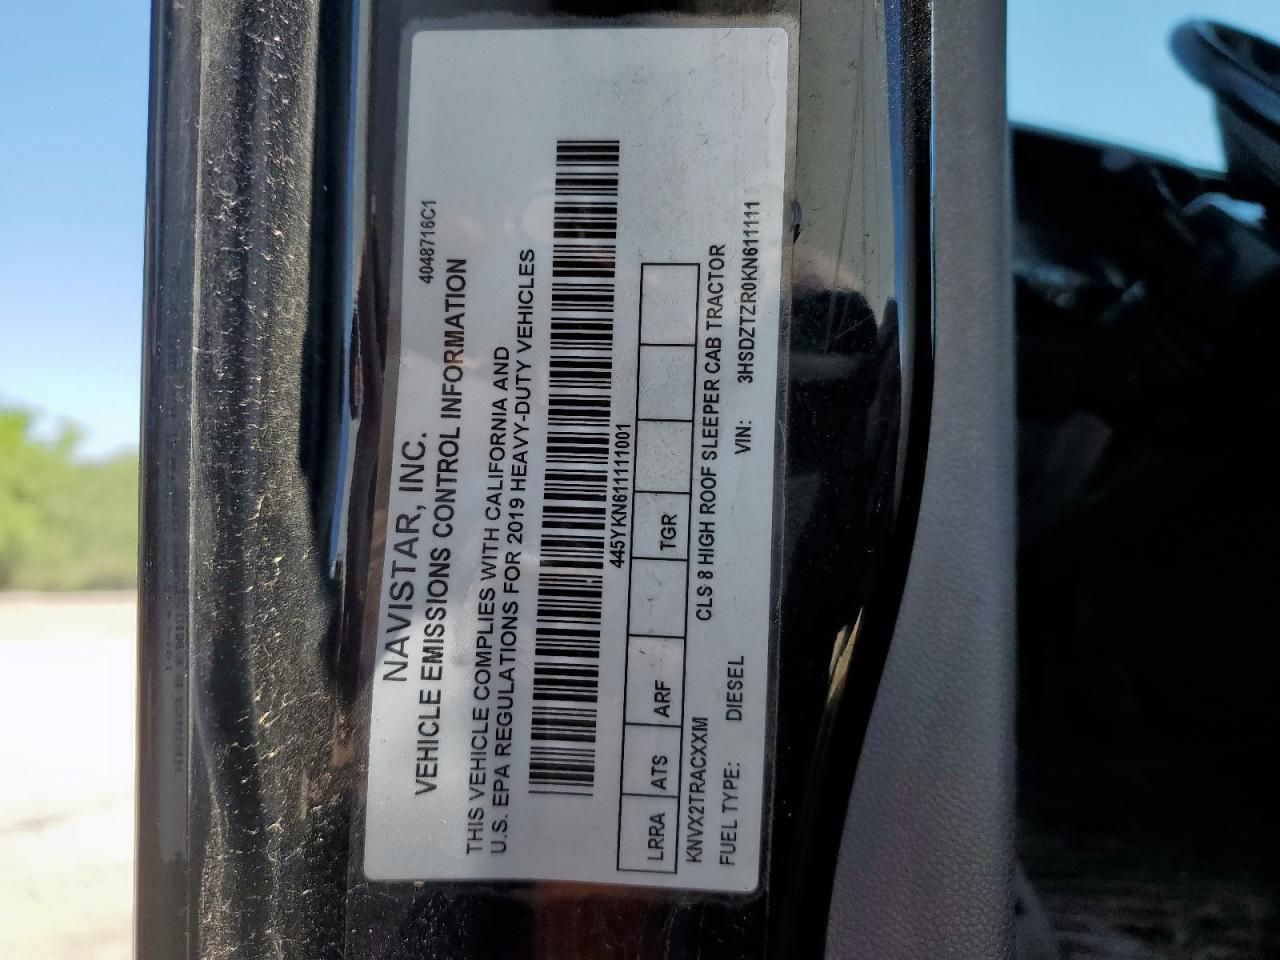 4048716C1
NAVISTAR, INC.
VEHICLE EMISSIONS CONTROL INFORMATION
THIS VEHICLE COMPLIES WITH CALIFORNIA AND
U.S. EPA REGULATIONS FOR 2019 HEAVY-DUTY VEHICLES
445YKN61111001
LRRA ATS ARF TGR
KNVX2TRACXXM CLS 8 HIGH ROOF SLEEPER CAB TRACTOR
FUEL TYPE: DIESEL VIN: 3HSDZTZR0KN611111